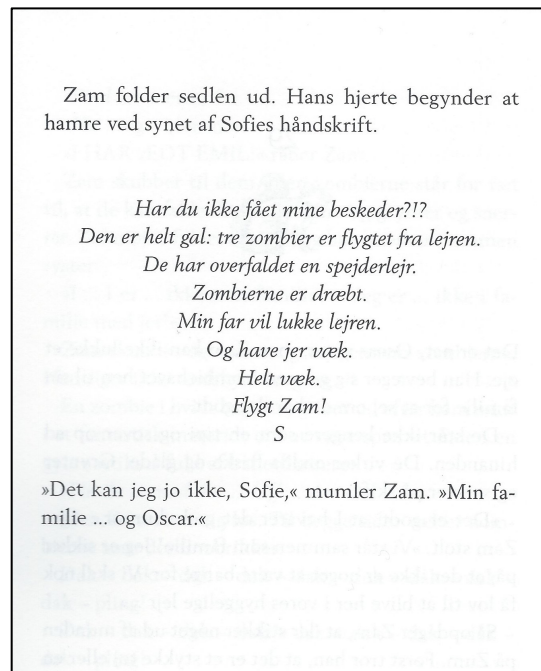 Zam folder sedlen ud. Hans hjerte begynder at
hamre ved synet af Sofies håndskrift.
Har du ikke fået mine beskeder?!?
Den er helt gal: tre zombier er flygtet fra lejren.
De har overfaldet en spejderlejr.
Zombierne er dræbt.
Min far vil lukke lejren.
Og have jer væk.
Helt væk.
Flygt Zam!
S
»Det kan jeg jo ikke, Sofie,« mumler Zam. »Min fa-
milie ... og Oscar.«